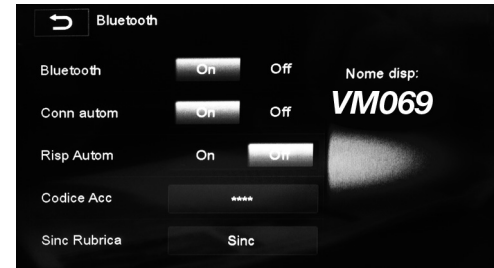 Bluetooth
Bluetooth On Off
Nome disp:
VM069
Conn autom On Off
Risp Autom On Off
Codice Acc ****
Sinc Rubrica Sinc